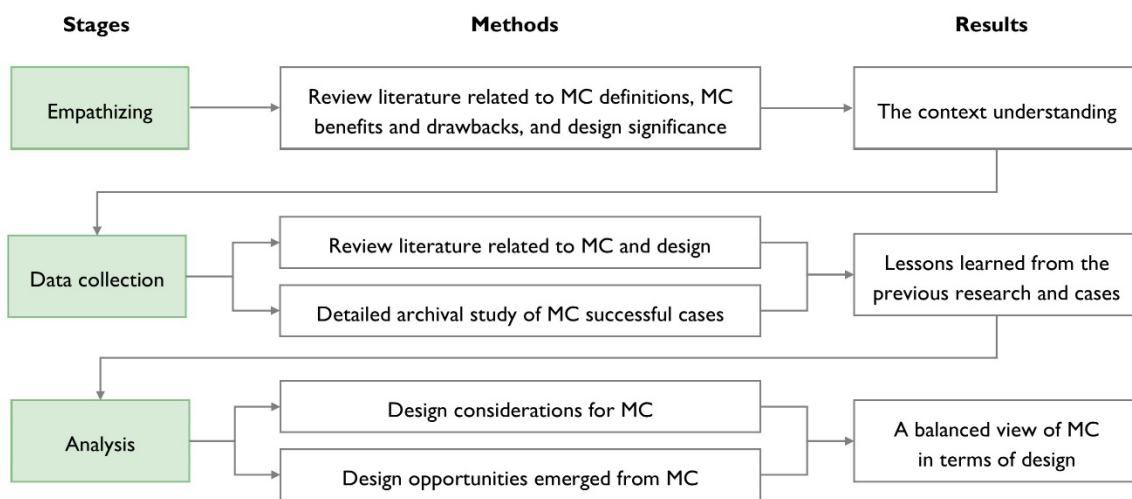 Stages
Methods
Results
Empathizing
Review literature related to MC definitions, MC
benefits and drawbacks, and design significance
The context understanding
Data collection
Review literature related to MC and design
Detailed archival study of MC successful cases
Lessons learned from the
previous research and cases
Analysis
Design considerations for MC
Design opportunities emerged from MC
A balanced view of MC
in terms of design